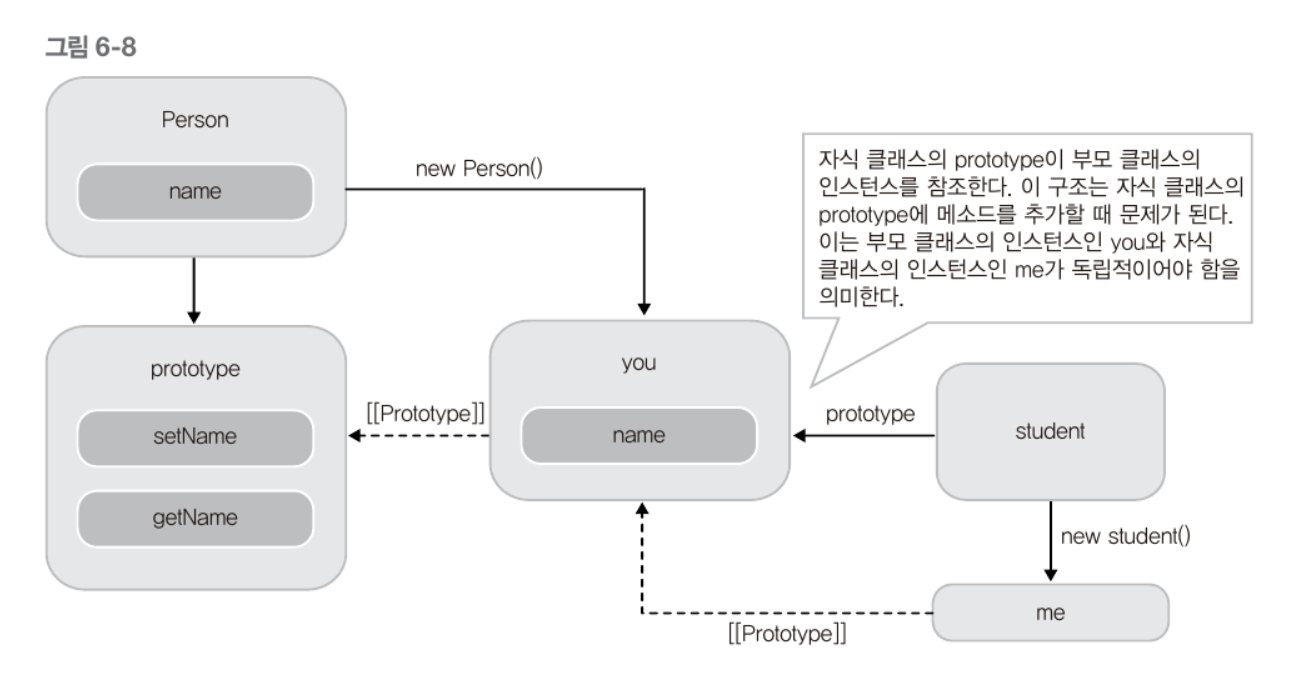 그림 6-8
Person
name
new Person()
자식 클래스의 prototype이 부모 클래스의
인스턴스를 참조한다. 이 구조는 자식 클래스의
prototype에 메소드를 추가할 때 문제가 된다.
이는 부모 클래스의 인스턴스인 you와 자식
클래스의 인스턴스인 me가 독립적이어야 함을
의미한다.
prototype
setName
getName
[[Prototype]]
you
name
prototype
student
new student()
me
[[Prototype]]